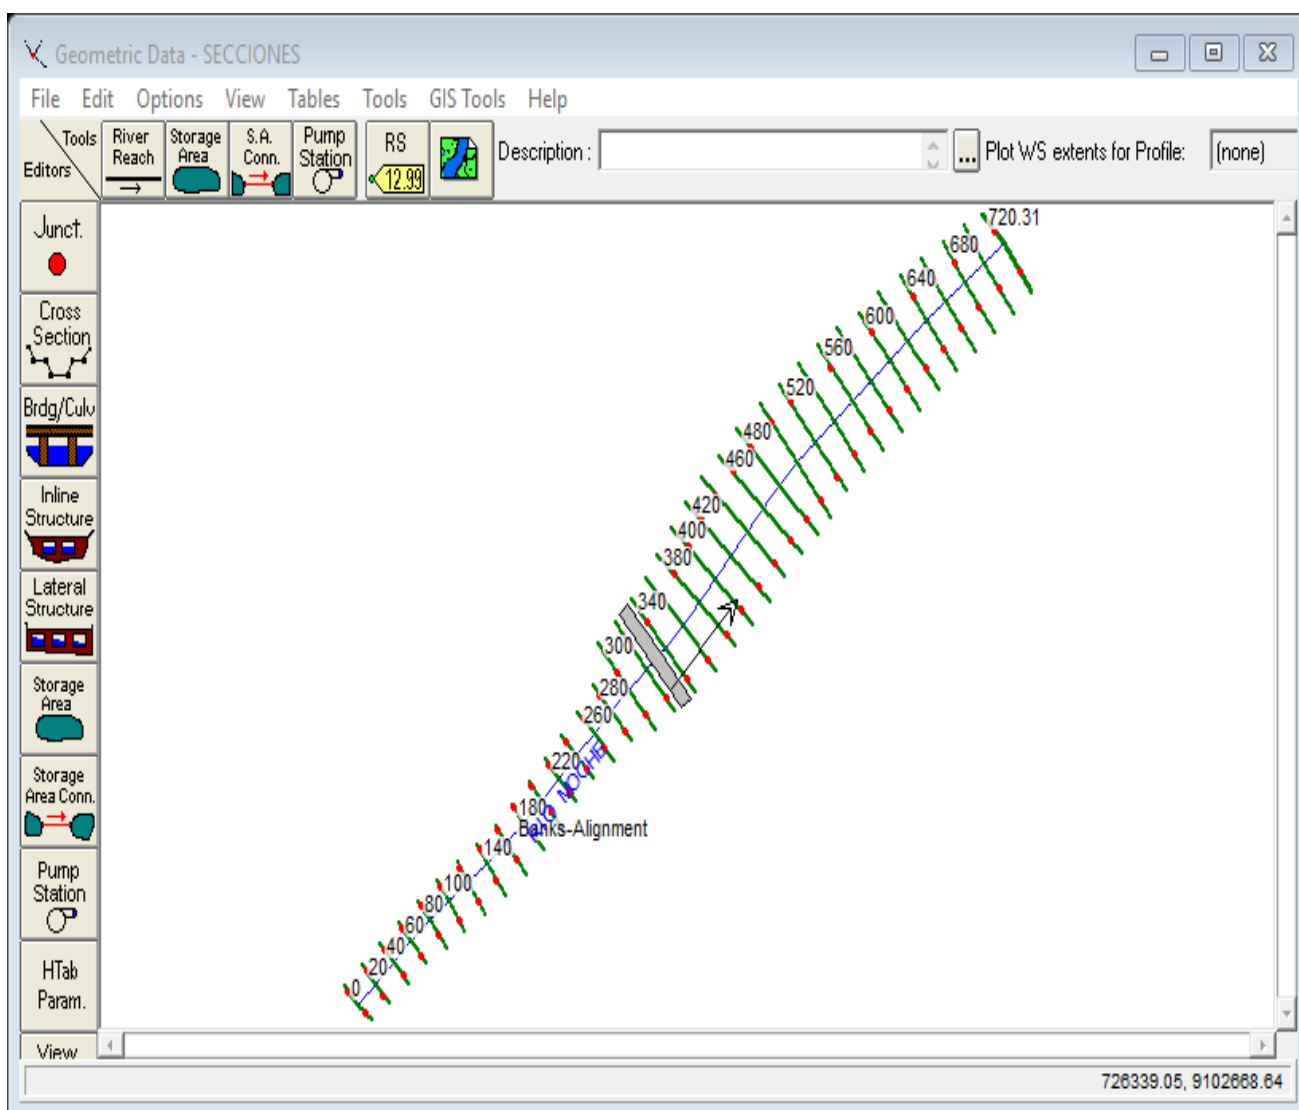 Geometric Data - SECCIONES
File Edit Options View Tables Tools GIS Tools Help
Tools
Editors
River Reach
Storage Area
S.A. Conn.
Pump Station
RS
12.99
Description :
...
Plot WS extents for Profile:
(none)
Junct.
Cross Section
Brdg/Culv
Inline Structure
Lateral Structure
Storage Area
Storage Area Conn.
Pump Station
HTab Param.
View
720.31
680
640
600
560
520
480
460
420
400
380
340
300
280
260
220
180
RIO MOCHE
Banks-Alignment
140
100
80
60
40
20
0
726339.05, 9102668.64